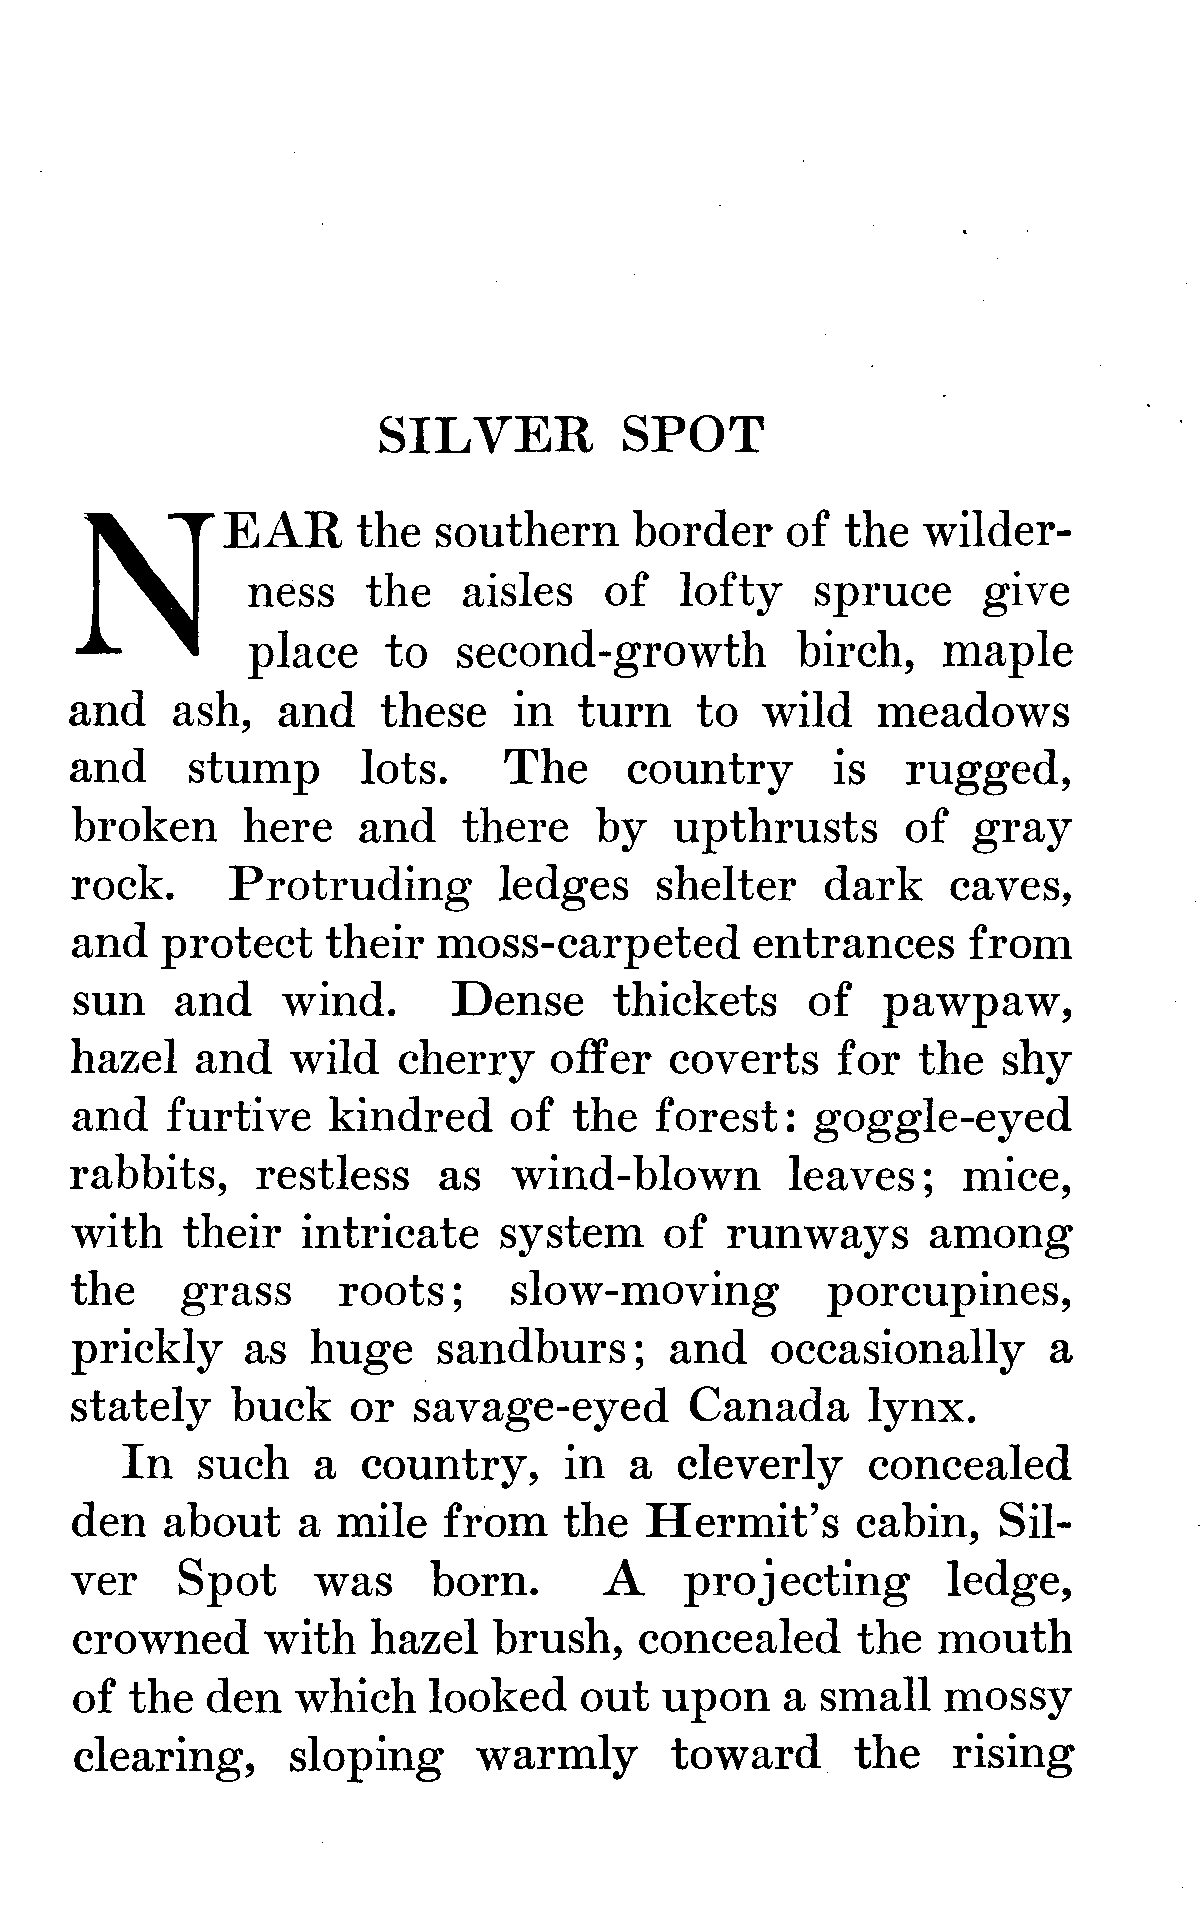 SILVER SPOT
NEAR the southern border of the wilder-
ness the aisles of lofty spruce give
place to second-growth birch, maple
and ash, and these in turn to wild meadows
and stump lots. The country is rugged,
broken here and there by upthrusts of gray
rock. Protruding ledges shelter dark caves,
and protect their moss-carpeted entrances from
sun and wind. Dense thickets of pawpaw,
hazel and wild cherry offer coverts for the shy
and furtive kindred of the forest: goggle-eyed
rabbits, restless as wind-blown leaves; mice,
with their intricate system of runways among
the grass roots; slow-moving porcupines,
prickly as huge sandburs; and occasionally a
stately buck or savage-eyed Canada lynx.
In such a country, in a cleverly concealed
den about a mile from the Hermit's cabin, Sil-
ver Spot was born. A projecting ledge,
crowned with hazel brush, concealed the mouth
of the den which looked out upon a small mossy
clearing, sloping warmly toward the rising